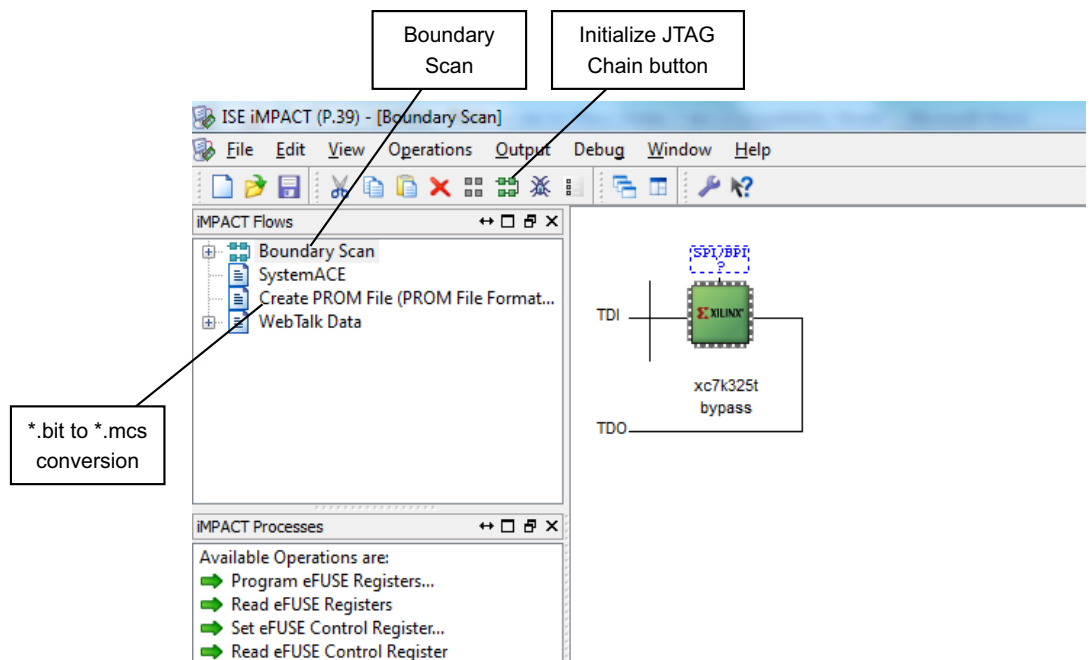 Boundary
Scan
Initialize JTAG
Chain button
ISE iMPACT (P.39) - [Boundary Scan]
File Edit View Operations Output Debug Window Help
iMPACT Flows
Boundary Scan
SystemACE
Create PROM File (PROM File Format...
WebTalk Data
*.bit to *.mcs
conversion
SPI/BPI
?
TDI
XILINX
xc7k325t
bypass
TDO
iMPACT Processes
Available Operations are:
Program eFUSE Registers...
Read eFUSE Registers
Set eFUSE Control Register...
Read eFUSE Control Register